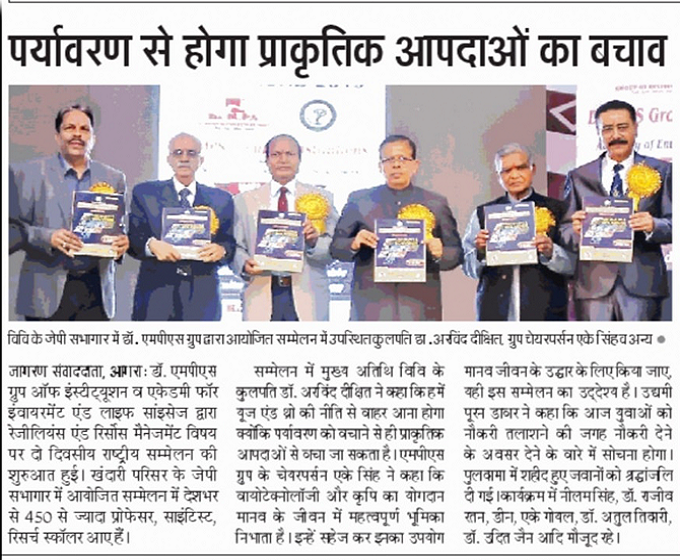 पर्यावरण से होगा प्राकृतिक आपदाओं का बचाव
विवि के जेपी सभागार में डॉ. एमपीएस ग्रुप द्वारा आयोजित सम्मेलन में उपस्थित कुलपति डा. अरविंद दीक्षित, ग्रुप चेयरपर्सन एके सिंह व अन्य ●
जागरण संवाददाता, आगरा: डॉ. एमपीएस
ग्रुप ऑफ इंस्टीट्यूशन व एकेडमी फॉर
इंवायरमेंट एंड लाइफ साइंसेज द्वारा
रेजीलियंस एंड रिर्सोस मैनेजमेंट विषय
पर दो दिवसीय राष्ट्रीय सम्मेलन की
शुरुआत हुई। खंदारी परिसर के जेपी
सभागार में आयोजित सम्मेलन में देशभर
से 450 से ज्यादा प्रोफेसर, साइंटिस्ट,
रिसर्च स्कॉलर आए हैं।
सम्मेलन में मुख्य अतिथि विवि के
कुलपति डॉ. अरविंद दीक्षित ने कहा कि हमें
यूज एंड थ्रो की नीति से बाहर आना होगा
क्योंकि पर्यावरण को बचाने से ही प्राकृतिक
आपदाओं से बचा जा सकता है। एमपीएस
ग्रुप के चेयरपर्सन एके सिंह ने कहा कि
बायोटेक्नोलॉजी और कृषि का योगदान
मानव के जीवन में महत्वपूर्ण भूमिका
निभाता है। इन्हें सहेज कर इनका उपयोग
मानव जीवन के उद्धार के लिए किया जाए,
यही इस सम्मेलन का उद्देश्य है। उद्यमी
पूरन डावर ने कहा कि आज युवाओं को
नौकरी तलाशने की जगह नौकरी देने
के अवसर देने के बारे में सोचना होगा।
पुलवामा में शहीद हुए जवानों को श्रद्धांजलि
दी गई। कार्यक्रम में नीलम सिंह, डॉ. राजीव
रतन, डीन, एके गोयल, डॉ. अतुल तिवारी,
डॉ. उदित जैन आदि मौजूद रहे।